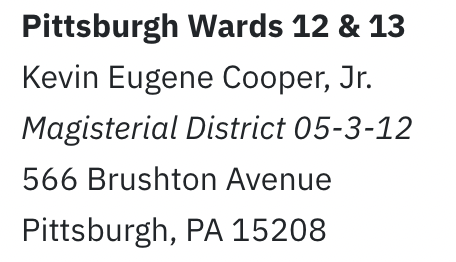 Pittsburgh Wards 12 & 13
Kevin Eugene Cooper, Jr.
Magisterial District 05-3-12
566 Brushton Avenue
Pittsburgh, PA 15208